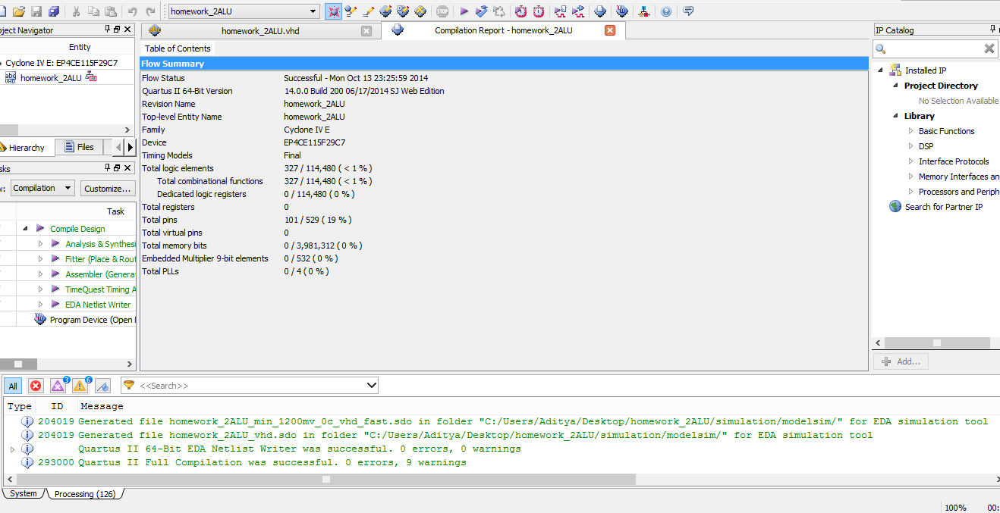 homework_2ALU
STOP
oject Navigator
homework_2ALU.vhd
Compilation Report - homework_2ALU
IP Catalog
Entity
Cyclone IV E: EP4CE115F29C7
homework_2ALU
Hierarchy
Files
Compilation
Customize...
Task
Compile Design
Analysis & Synthesi
Fitter (Place & Rout
Assembler (Genera
TimeQuest Timing A
EDA Netlist Writer
Program Device (Open
Table of Contents
Flow Summary
Flow Status Successful - Mon Oct 13 23:25:59 2014
Quartus II 64-Bit Version 14.0.0 Build 200 06/17/2014 SJ Web Edition
Revision Name homework_2ALU
Top-level Entity Name homework_2ALU
Family Cyclone IV E
Device EP4CE115F29C7
Timing Models Final
Total logic elements 327 / 114,480 ( < 1 % )
Total combinational functions 327 / 114,480 ( < 1 % )
Dedicated logic registers 0 / 114,480 ( 0 % )
Total registers 0
Total pins 101 / 529 ( 19 % )
Total virtual pins 0
Total memory bits 0 / 3,981,312 ( 0 % )
Embedded Multiplier 9-bit elements 0 / 532 ( 0 % )
Total PLLs 0 / 4 ( 0 % )
Installed IP
Project Directory
No Selection Available
Library
Basic Functions
DSP
Interface Protocols
Memory Interfaces an
Processors and Periph
Search for Partner IP
Add...
All
3
6
<<Search>>
Type ID Message
204019 Generated file homework_2ALU_min_1200mv_0c_vhd_fast.sdo in folder "C:/Users/Aditya/Desktop/homework_2ALU/simulation/modelsim/" for EDA simulation tool
204019 Generated file homework_2ALU_vhd.sdo in folder "C:/Users/Aditya/Desktop/homework_2ALU/simulation/modelsim/" for EDA simulation tool
Quartus II 64-Bit EDA Netlist Writer was successful. 0 errors, 0 warnings
293000 Quartus II Full Compilation was successful. 0 errors, 9 warnings
System
Processing (126)
100% 00: